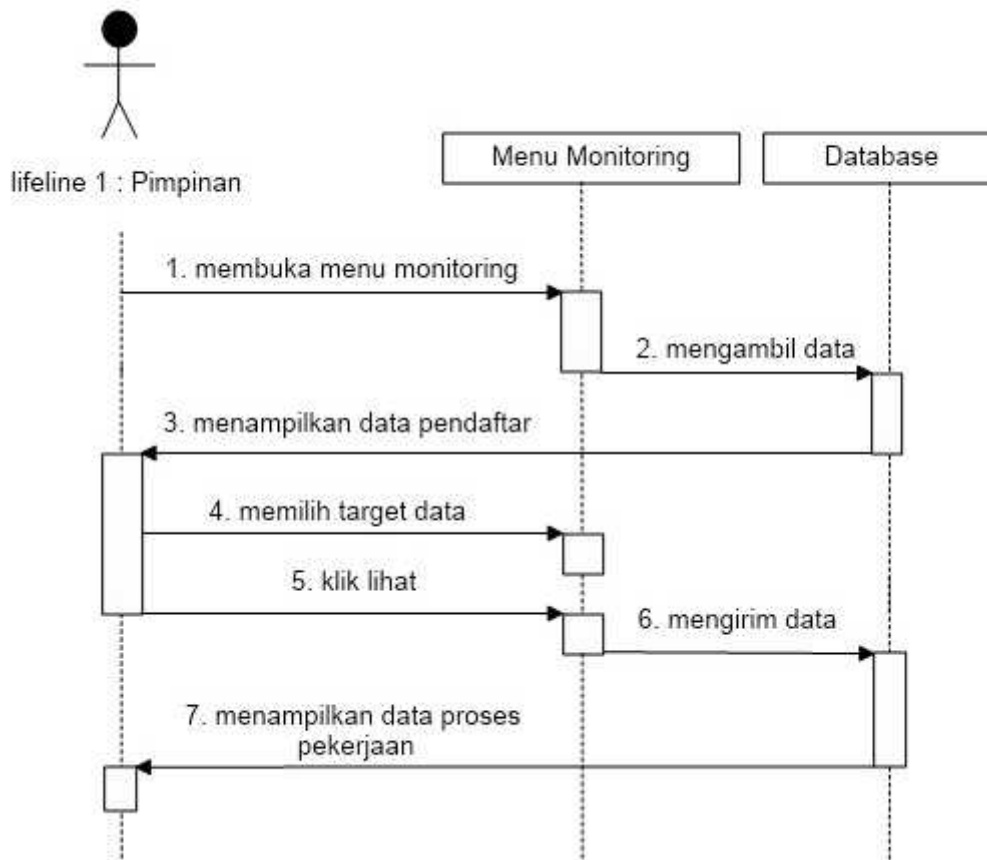 Menu Monitoring
Database
lifeline 1 : Pimpinan
1. membuka menu monitoring
2. mengambil data
3. menampilkan data pendaftar
4. memilih target data
5. klik lihat
6. mengirim data
7. menampilkan data proses
pekerjaan